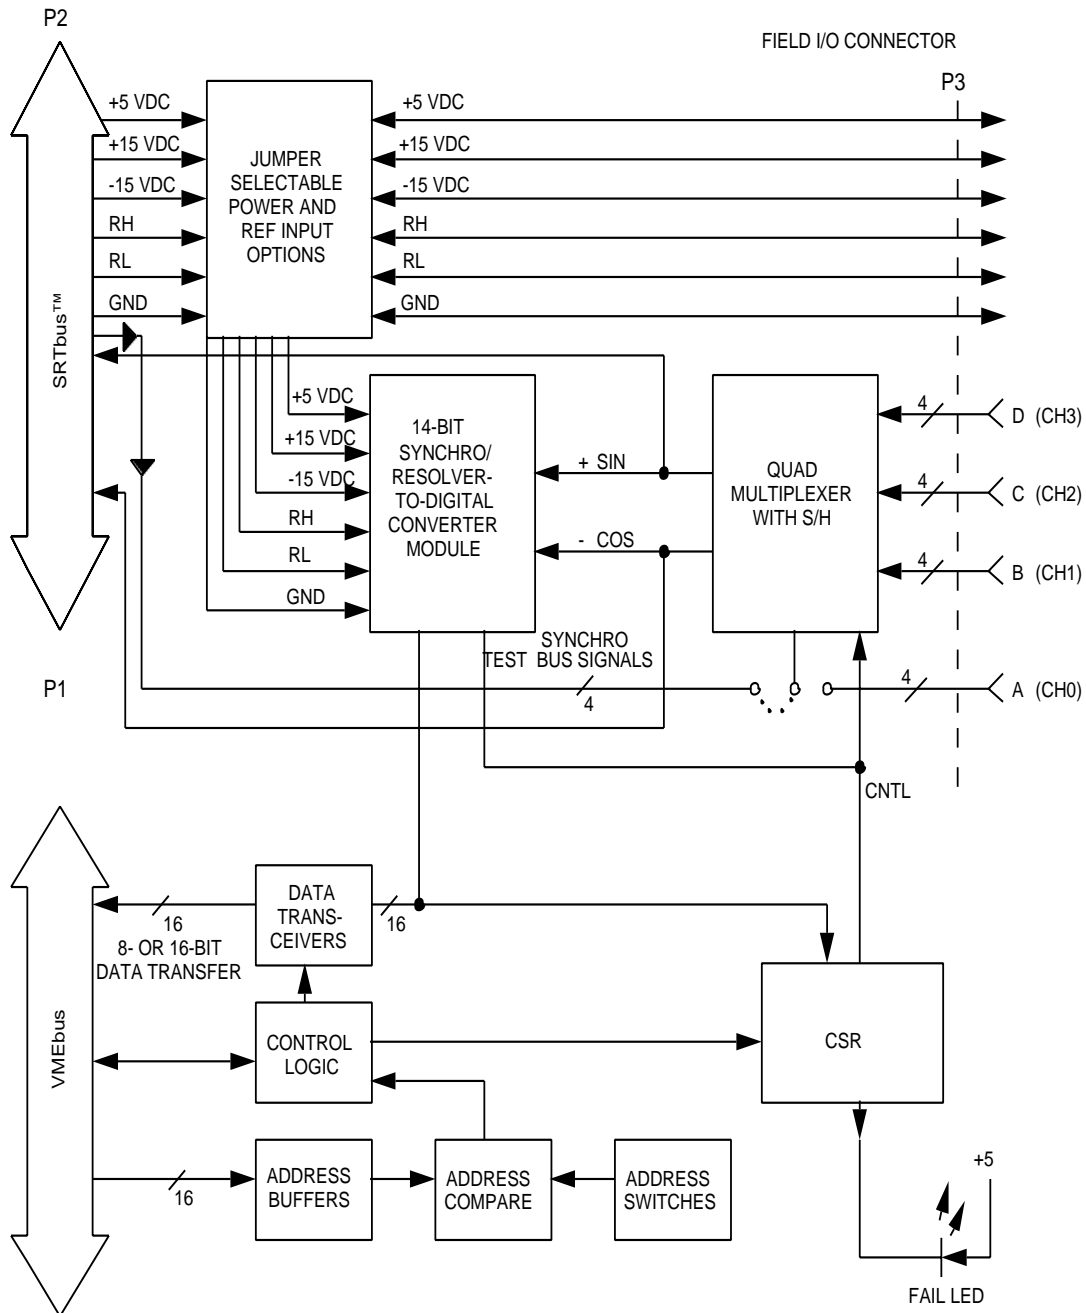 P2
FIELD I/O CONNECTOR
P3
+5 VDC
+15 VDC
-15 VDC
RH
RL
GND
JUMPER
SELECTABLE
POWER AND
REF INPUT
OPTIONS
+5 VDC
+15 VDC
-15 VDC
RH
RL
GND
SRTbus™
+5 VDC
+15 VDC
-15 VDC
RH
RL
GND
14-BIT
SYNCHRO/
RESOLVER-
TO-DIGITAL
CONVERTER
MODULE
+ SIN
- COS
QUAD
MULTIPLEXER
WITH S/H
4
D (CH3)
4
C (CH2)
4
B (CH1)
4
A (CH0)
SYNCHRO
TEST BUS SIGNALS
4
P1
CNTL
VMEbus
16
8- OR 16-BIT
DATA TRANSFER
DATA
TRANS-
CEIVERS
16
CONTROL
LOGIC
CSR
16
ADDRESS
BUFFERS
ADDRESS
COMPARE
ADDRESS
SWITCHES
+5
FAIL LED